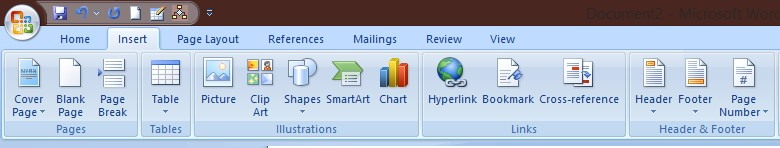 Document2 - Microsoft Word
Home Insert Page Layout References Mailings Review View
Cover Page
Blank Page
Page Break
Table
Picture
Clip Art
Shapes
SmartArt
Chart
Hyperlink
Bookmark
Cross-reference
Header
Footer
Page Number
Pages Tables Illustrations Links Header & Footer